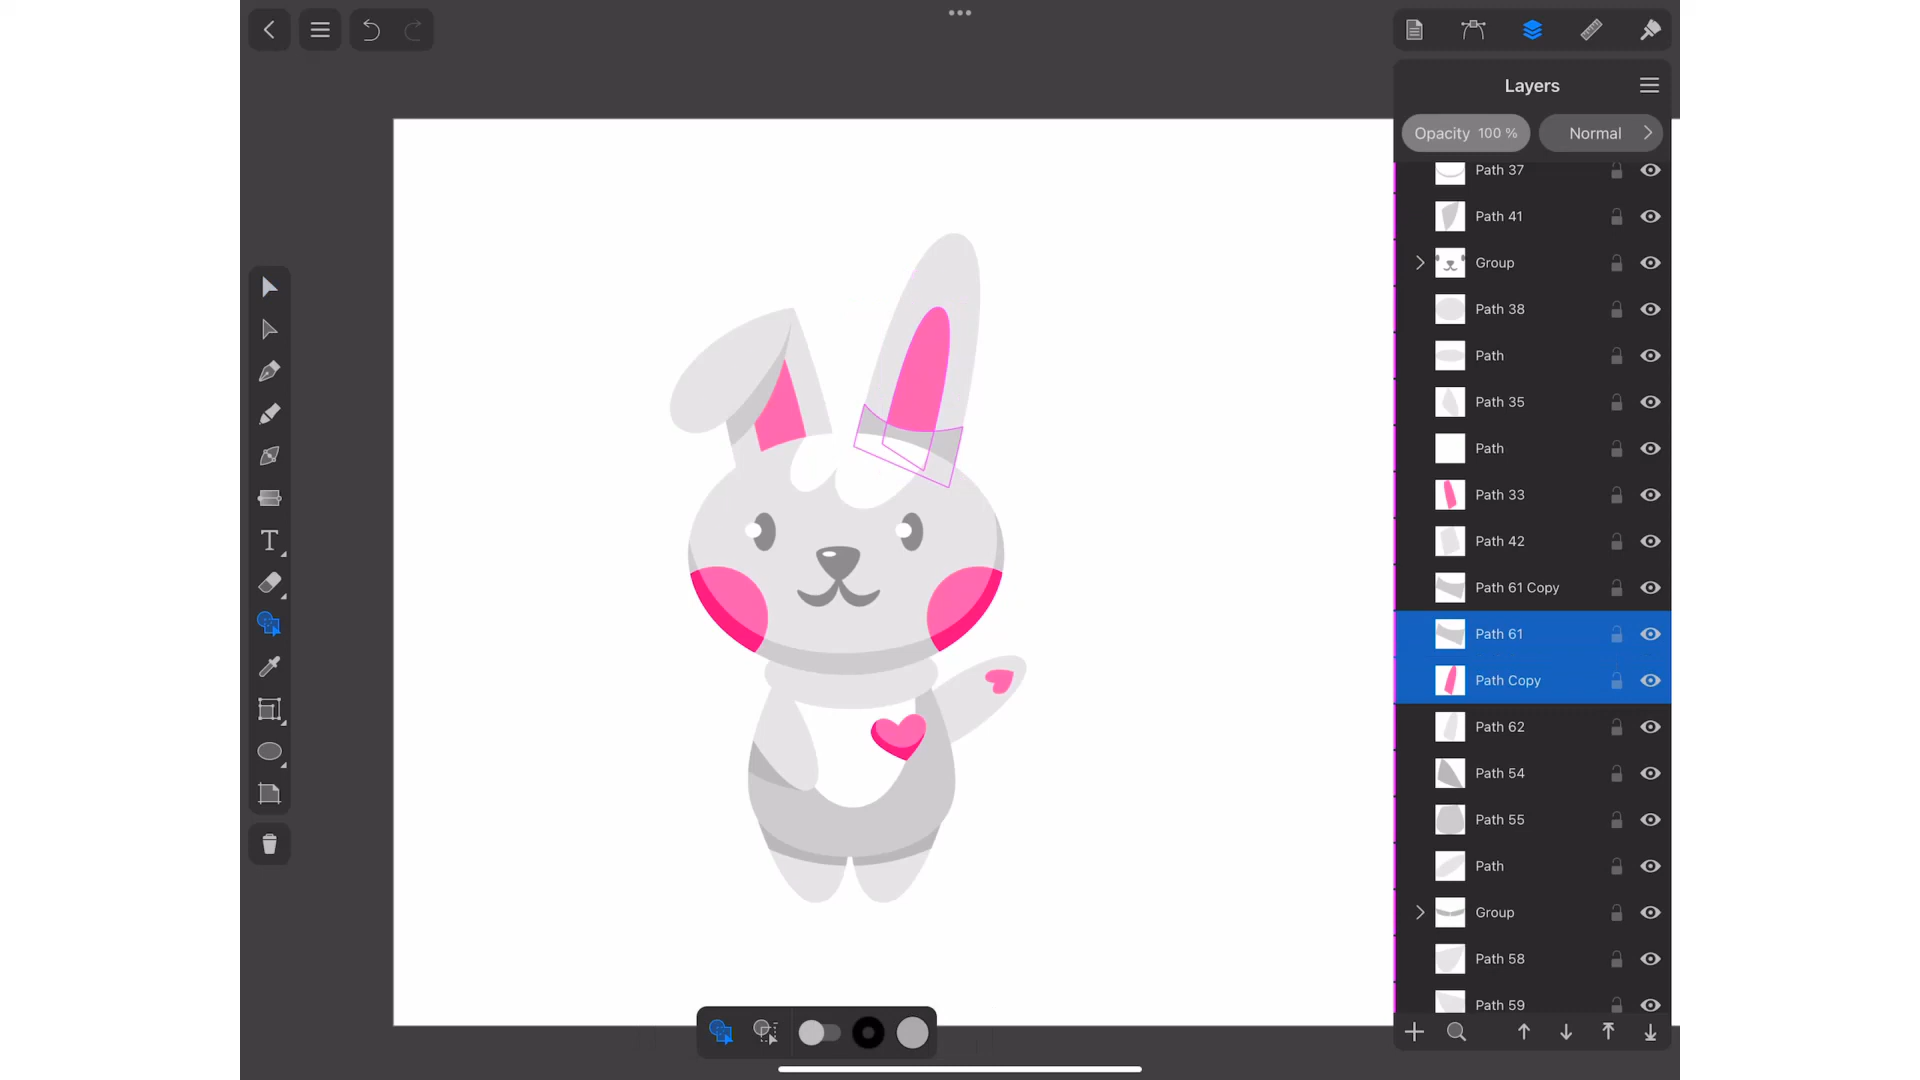 Layers
Opacity 100 %
Normal
Path 37
Path 41
Group
Path 38
Path
Path 35
Path
Path 33
Path 42
Path 61 Copy
Path 61
Path Copy
Path 62
Path 54
Path 55
Path
Group
Path 58
Path 59
T